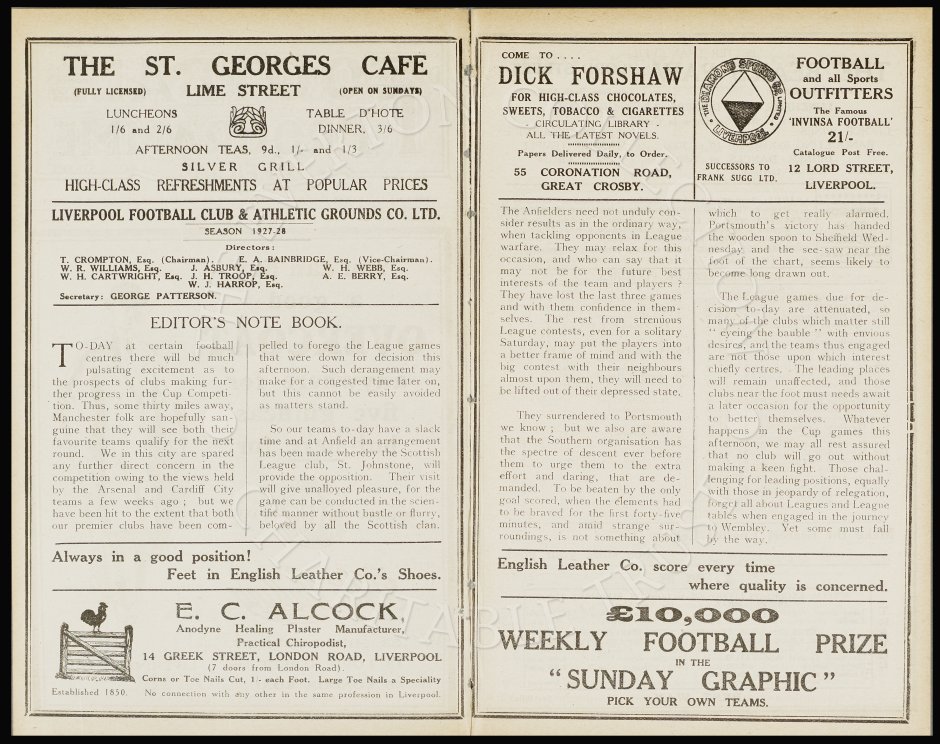 THE ST. GEORGES CAFE
(FULLY LICENSED) LIME STREET (OPEN ON SUNDAYS)
LUNCHEONS
1/6 and 2/6
TABLE D'HOTE
DINNER, 3/6
AFTERNOON TEAS, 9d., 1/- and 1/3
SILVER GRILL
HIGH-CLASS REFRESHMENTS AT POPULAR PRICES
LIVERPOOL FOOTBALL CLUB & ATHLETIC GROUNDS CO. LTD.
SEASON 1927-28
Directors:
T. CROMPTON, Esq. (Chairman). E. A. BAINBRIDGE, Esq. (Vice-Chairman).
W. R. WILLIAMS, Esq. J. ASBURY, Esq. W. H. WEBB, Esq.
W. H. CARTWRIGHT, Esq. J. H. TROOP, Esq. A. E. BERRY, Esq.
W. J. HARROP, Esq.
Secretary: GEORGE PATTERSON.
EDITOR'S NOTE BOOK.
TO-DAY at certain football
centres there will be much
pulsating excitement as to
the prospects of clubs making fur-
ther progress in the Cup Competi-
tion. Thus, some thirty miles away,
Manchester folk are hopefully san-
guine that they will see both their
favourite teams qualify for the next
round. We in this city are spared
any further direct concern in the
competition owing to the views held
by the Arsenal and Cardiff City
teams a few weeks ago; but we
have been hit to the extent that both
our premier clubs have been com-
pelled to forego the League games
that were down for decision this
afternoon. Such derangement may
make for a congested time later on,
but this cannot be easily avoided
as matters stand.
So our teams to-day have a slack
time and at Anfield an arrangement
has been made whereby the Scottish
League club, St. Johnstone, will
provide the opposition. Their visit
will give unalloyed pleasure, for the
game can be conducted in the scien-
tific manner without bustle or flurry,
beloved by all the Scottish clan.
Always in a good position!
Feet in English Leather Co.'s Shoes.
E. C. ALCOCK,
Anodyne Healing Plaster Manufacturer,
Practical Chiropodist,
14 GREEK STREET, LONDON ROAD, LIVERPOOL
(7 doors from London Road).
Corns or Toe Nails Cut, 1/- each Foot. Large Toe Nails a Speciality
Established 1850. No connection with any other in the same profession in Liverpool.
COME TO ....
DICK FORSHAW
FOR HIGH-CLASS CHOCOLATES,
SWEETS, TOBACCO & CIGARETTES
- CIRCULATING LIBRARY -
ALL THE LATEST NOVELS.
Papers Delivered Daily, to Order.
55 CORONATION ROAD,
GREAT CROSBY.
LIVERPOOL
SUCCESSORS TO
FRANK SUGG LTD.
FOOTBALL
and all Sports
OUTFITTERS
The Famous
'INVINSA FOOTBALL'
21/-
Catalogue Post Free.
12 LORD STREET,
LIVERPOOL.
The Anfielders need not unduly con-
sider results as in the ordinary way,
when tackling opponents in League
warfare. They may relax for this
occasion, and who can say that it
may not be for the future best
interests of the team and players?
They have lost the last three games
and with them confidence in them-
selves. The rest from strenuous
League contests, even for a solitary
Saturday, may put the players into
a better frame of mind and with the
big contest with their neighbours
almost upon them, they will need to
be lifted out of their depressed state.
They surrendered to Portsmouth
we know; but we also are aware
that the Southern organisation has
the spectre of descent ever before
them to urge them to the extra
effort and daring, that are de-
manded. To be beaten by the only
goal scored, when the elements had
to be braved for the first forty-five
minutes, and amid strange sur-
roundings, is not something about
which to get really alarmed.
Portsmouth's victory has handed
the wooden spoon to Sheffield Wed-
nesday, and the see-saw near the
foot of the chart, seems likely to
become long drawn out.
The League games due for de-
cision to-day are attenuated, so
many of the clubs which matter still
" eyeing the bauble " with envious
desires, and the teams thus engaged
are not those upon which interest
chiefly centres. The leading places
will remain unaffected, and those
clubs near the foot must needs await
a later occasion for the opportunity
to better themselves. Whatever
happens in the Cup games this
afternoon, we may all rest assured
that no club will go out without
making a keen fight. Those chal-
lenging for leading positions, equally
with those in jeopardy of relegation,
forget all about Leagues and League
tables when engaged in the journey
to Wembley. Yet some must fall
by the way.
English Leather Co. score every time
where quality is concerned.
£10,000
WEEKLY FOOTBALL PRIZE
IN THE
"SUNDAY GRAPHIC"
PICK YOUR OWN TEAMS.